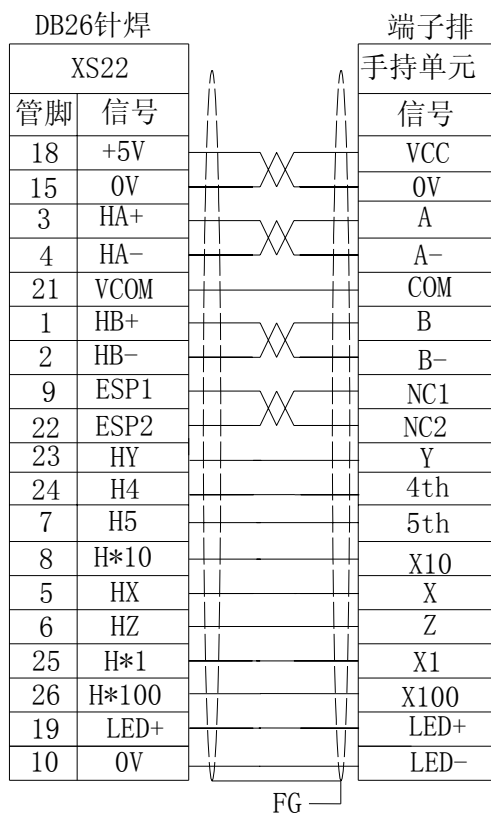 DB26针焊 端子排
XS22 手持单元
管脚 信号 信号
18 +5V VCC
15 0V 0V
3 HA+ A
4 HA- A-
21 VCOM COM
1 HB+ B
2 HB- B-
9 ESP1 NC1
22 ESP2 NC2
23 HY Y
24 H4 4th
7 H5 5th
8 H*10 X10
5 HX X
6 HZ Z
25 H*1 X1
26 H*100 X100
19 LED+ LED+
10 0V LED-
FG